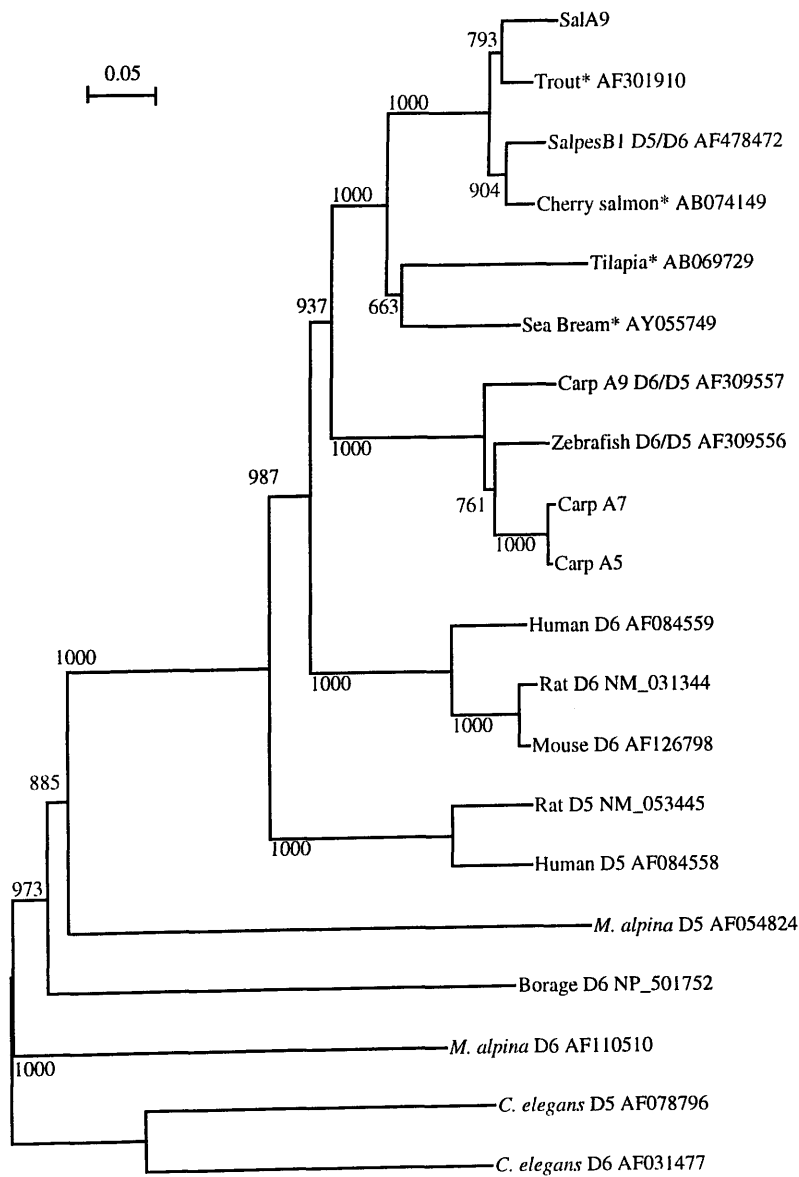 SalA9
793
0.05
Trout* AF301910
1000
SalpesB1 D5/D6 AF478472
904
Cherry salmon* AB074149
1000
Tilapia* AB069729
937
663
Sea Bream* AY055749
Carp A9 D6/D5 AF309557
Zebrafish D6/D5 AF309556
1000
987
761
Carp A7
1000
Carp A5
Human D6 AF084559
1000
Rat D6 NM_031344
1000
1000
Mouse D6 AF126798
885
Rat D5 NM_053445
1000
Human D5 AF084558
973
M. alpina D5 AF054824
Borage D6 NP_501752
M. alpina D6 AF110510
1000
C. elegans D5 AF078796
C. elegans D6 AF031477